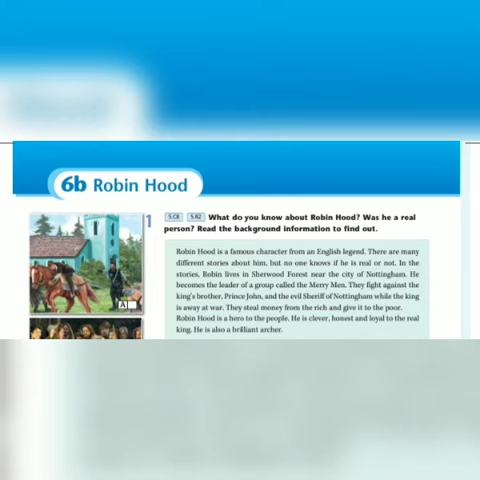 6b Robin Hood
1 5.C8 5.R2 What do you know about Robin Hood? Was he a real
person? Read the background information to find out.
Robin Hood is a famous character from an English legend. There are many
different stories about him, but no one knows if he is real or not. In the
stories, Robin lives in Sherwood Forest near the city of Nottingham. He
becomes the leader of a group called the Merry Men. They fight against the
king's brother, Prince John, and the evil Sheriff of Nottingham while the king
is away at war. They steal money from the rich and give it to the poor.
Robin Hood is a hero to the people. He is clever, honest and loyal to the real
king. He is also a brilliant archer.
A